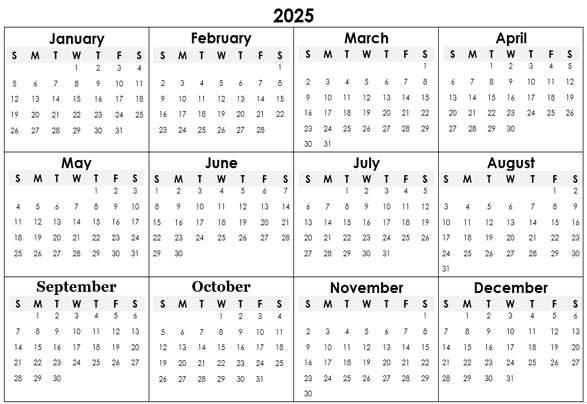 2025
January
S M T W T F S
1 2 3 4
5 6 7 8 9 10 11
12 13 14 15 16 17 18
19 20 21 22 23 24 25
26 27 28 29 30 31
February
S M T W T F S
1
2 3 4 5 6 7 8
9 10 11 12 13 14 15
16 17 18 19 20 21 22
23 24 25 26 27 28
March
S M T W T F S
1
2 3 4 5 6 7 8
9 10 11 12 13 14 15
16 17 18 19 20 21 22
23 24 25 26 27 28 29
30 31
April
S M T W T F S
1 2 3 4 5
6 7 8 9 10 11 12
13 14 15 16 17 18 19
20 21 22 23 24 25 26
27 28 29 30
May
S M T W T F S
1 2 3
4 5 6 7 8 9 10
11 12 13 14 15 16 17
18 19 20 21 22 23 24
25 26 27 28 29 30 31
June
S M T W T F S
1 2 3 4 5 6 7
8 9 10 11 12 13 14
15 16 17 18 19 20 21
22 23 24 25 26 27 28
29 30
July
S M T W T F S
1 2 3 4 5
6 7 8 9 10 11 12
13 14 15 16 17 18 19
20 21 22 23 24 25 26
27 28 29 30 31
August
S M T W T F S
1 2
3 4 5 6 7 8 9
10 11 12 13 14 15 16
17 18 19 20 21 22 23
24 25 26 27 28 29 30
31
September
S M T W T F S
1 2 3 4 5 6
7 8 9 10 11 12 13
14 15 16 17 18 19 20
21 22 23 24 25 26 27
28 29 30
October
S M T W T F S
1 2 3 4
5 6 7 8 9 10 11
12 13 14 15 16 17 18
19 20 21 22 23 24 25
26 27 28 29 30 31
November
S M T W T F S
1
2 3 4 5 6 7 8
9 10 11 12 13 14 15
16 17 18 19 20 21 22
23 24 25 26 27 28 29
30
December
S M T W T F S
1 2 3 4 5 6
7 8 9 10 11 12 13
14 15 16 17 18 19 20
21 22 23 24 25 26 27
28 29 30 31